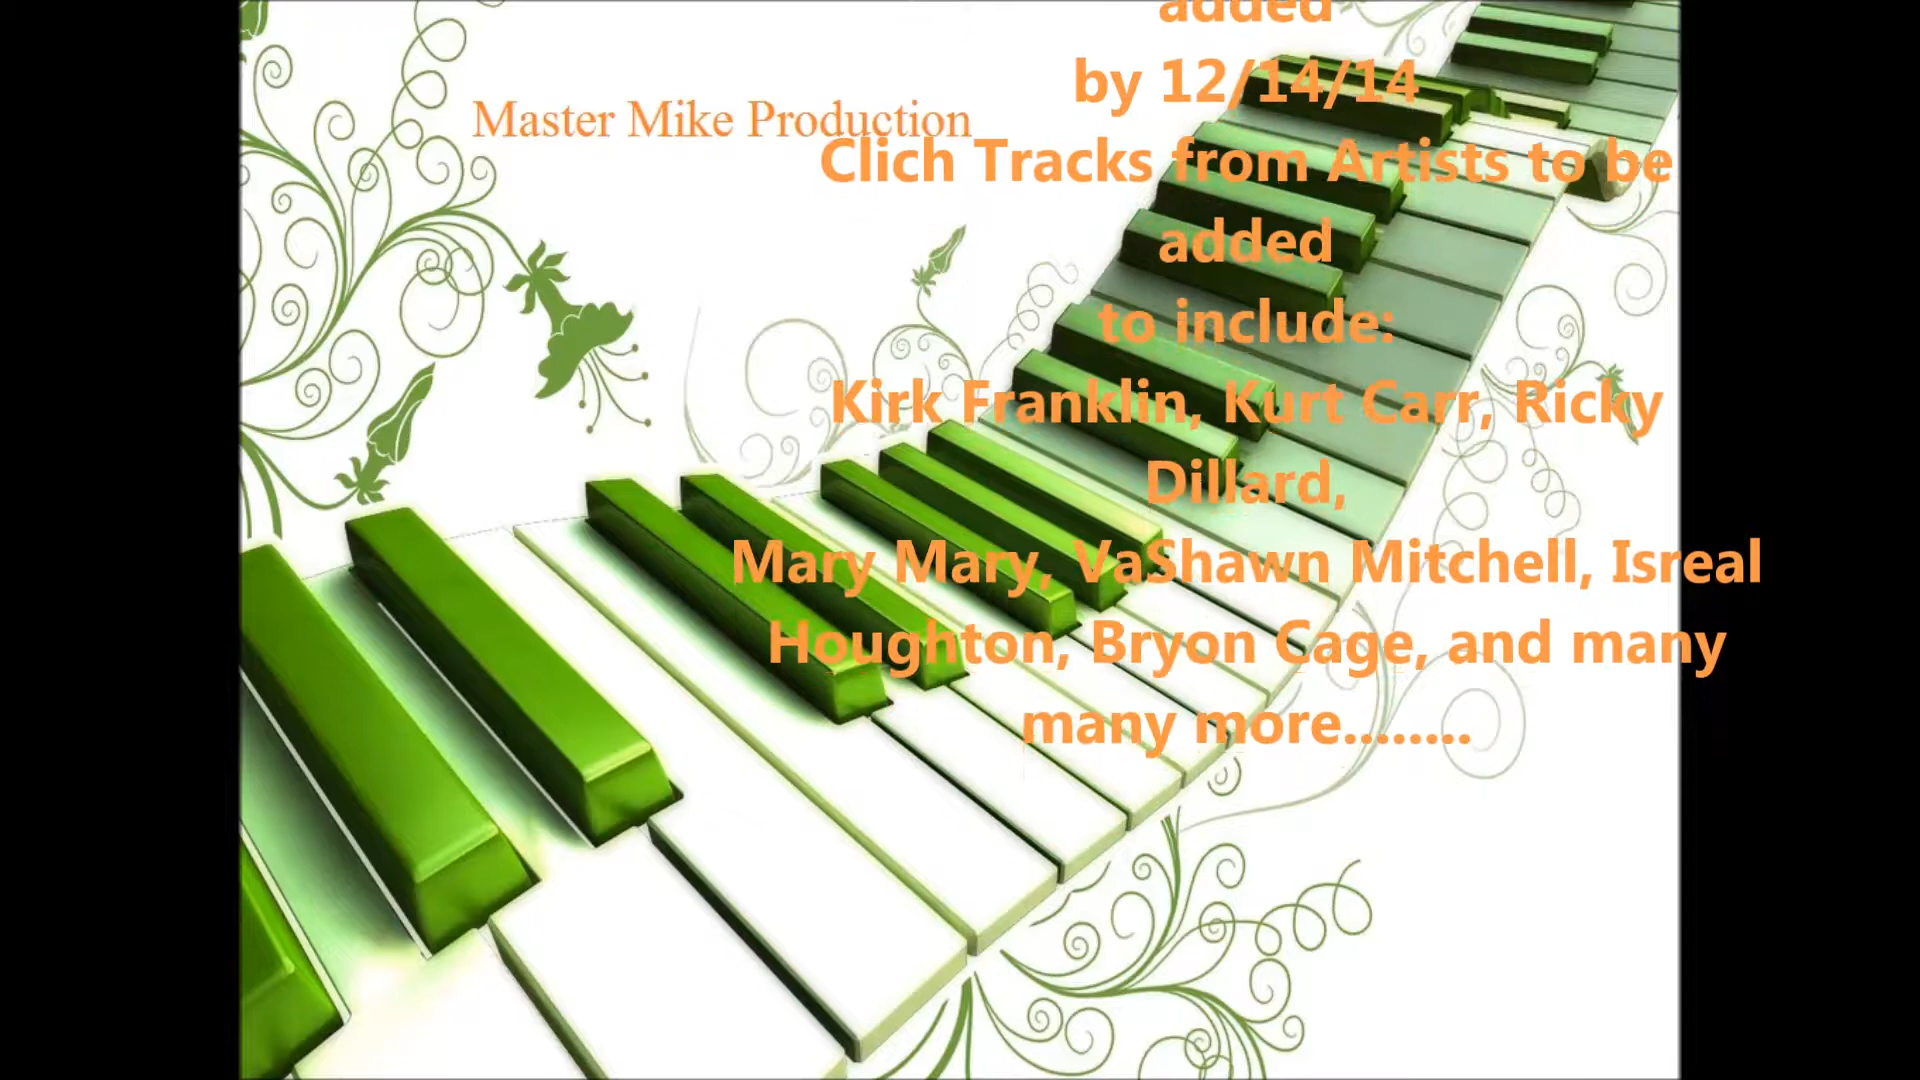 added
by 12/14/14
Master Mike Production
Clich Tracks from Artists to be
added
to include:
Kirk Franklin, Kurt Carr, Ricky
Dillard,
Mary Mary, VaShawn Mitchell, Isreal
Houghton, Bryon Cage, and many
many more........